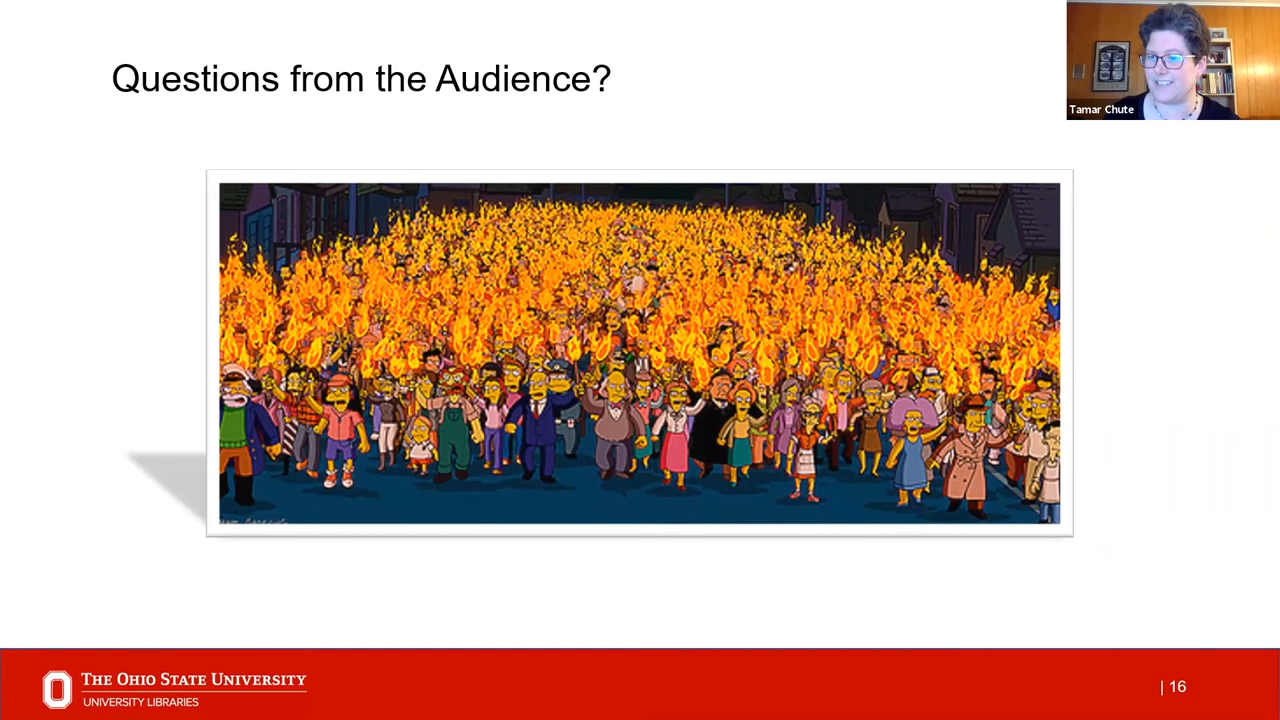 Questions from the Audience?
Tamar Chute
THE OHIO STATE UNIVERSITY
UNIVERSITY LIBRARIES
| 16